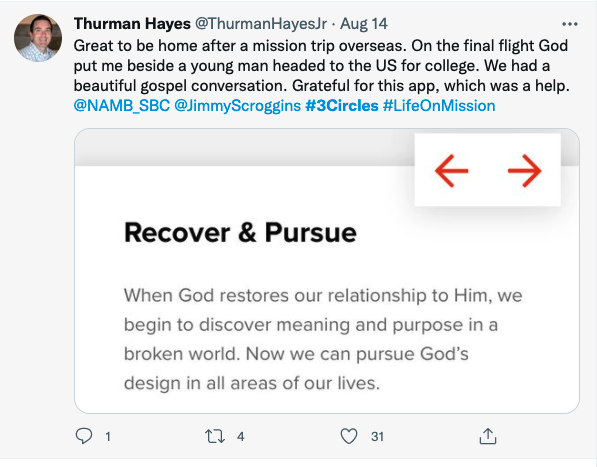 Thurman Hayes @ThurmanHayesJr · Aug 14
Great to be home after a mission trip overseas. On the final flight God
put me beside a young man headed to the US for college. We had a
beautiful gospel conversation. Grateful for this app, which was a help.
@NAMB_SBC @JimmyScroggins #3Circles #LifeOnMission
Recover & Pursue
When God restores our relationship to Him, we
begin to discover meaning and purpose in a
broken world. Now we can pursue God's
design in all areas of our lives.
1 4 31